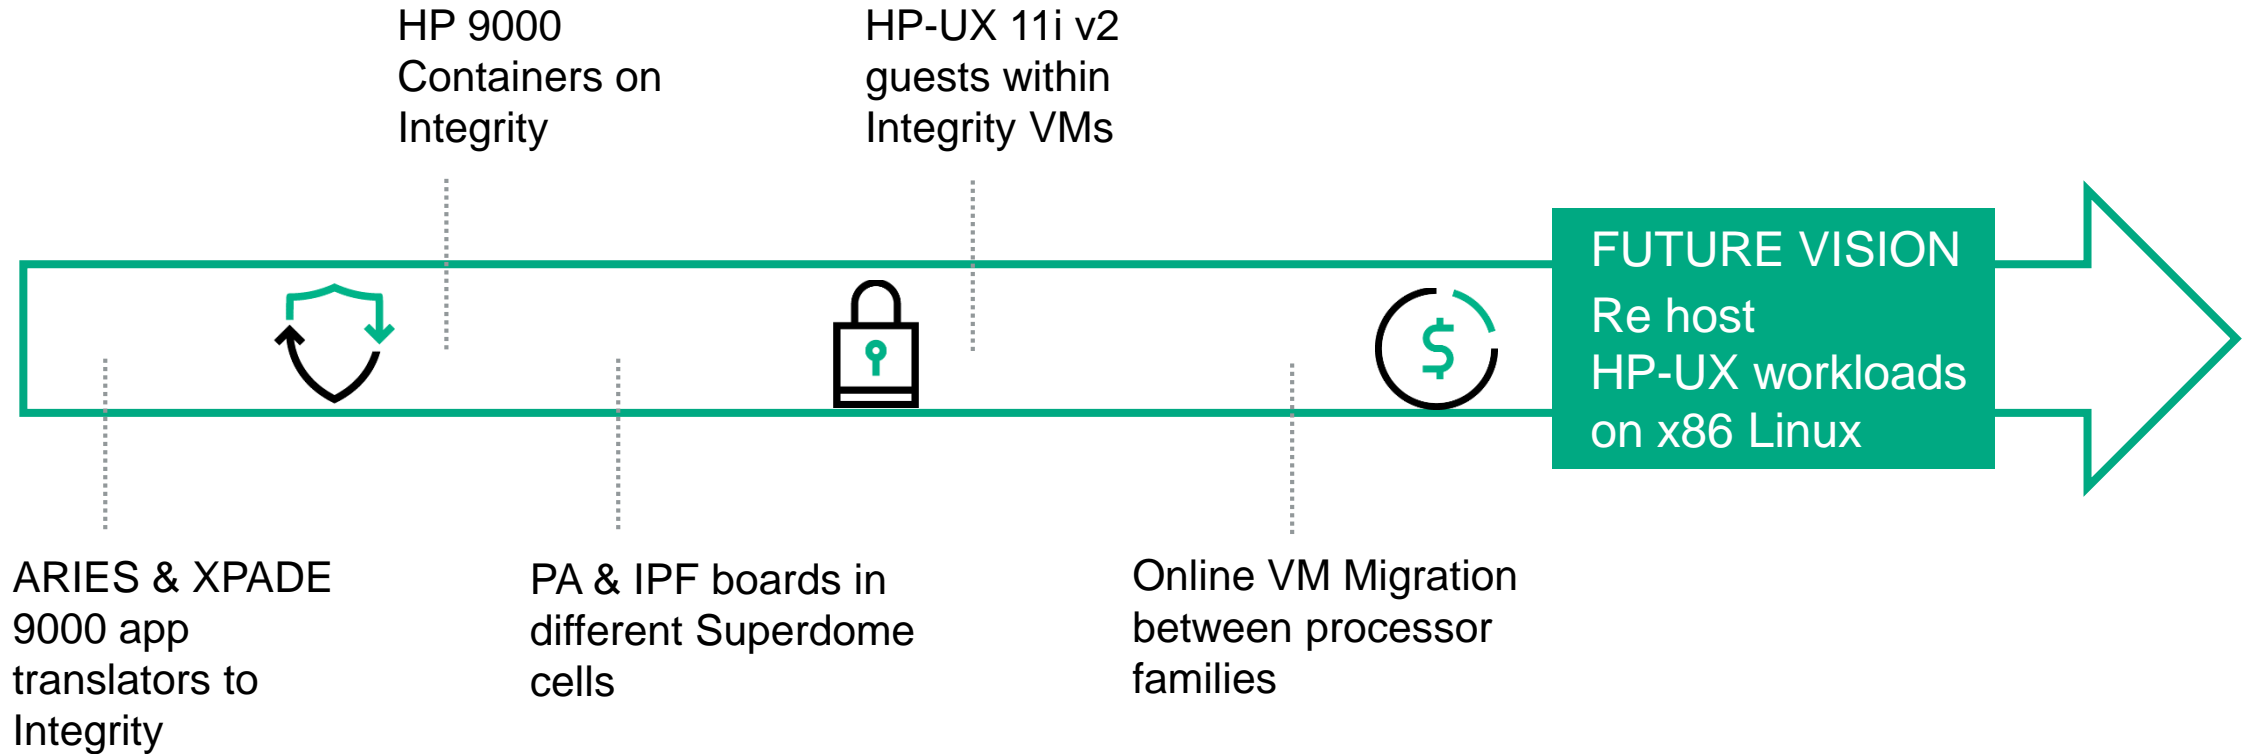 HP 9000
Containers on
Integrity
HP-UX 11i v2
guests within
Integrity VMs
FUTURE VISION
Re host
HP-UX workloads
on x86 Linux
$
ARIES & XPADE
9000 app
translators to
Integrity
PA & IPF boards in
different Superdome
cells
Online VM Migration
between processor
families